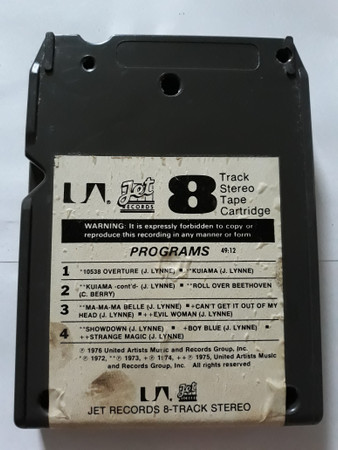 UA Jet RECORDS 8 Track
Stereo
Tape
Cartridge
WARNING: It is expressly forbidden to copy or
reproduce this recording in any manner or form
PROGRAMS 49:12
1 *10538 OVERTURE (J. LYNNE) ■ **KUIAMA (J. LYNNE)
2 **KUIAMA -cont'd- (J. LYNNE) ■ **ROLL OVER BEETHOVEN
(C. BERRY)
3 **MA-MA-MA BELLE (J. LYNNE) ■ +CAN'T GET IT OUT OF MY
HEAD (J. LYNNE) ■ ++EVIL WOMAN (J. LYNNE)
4 **SHOWDOWN (J. LYNNE) ■ +BOY BLUE (J. LYNNE) ■
++STRANGE MAGIC (J. LYNNE)
℗ 1976 United Artists Music and Records Group, Inc.
*℗ 1972, **℗ 1973, +℗ 1974, ++℗ 1975, United Artists Music
and Records Group, Inc. All rights reserved
UA Jet RECORDS
JET RECORDS 8-TRACK STEREO